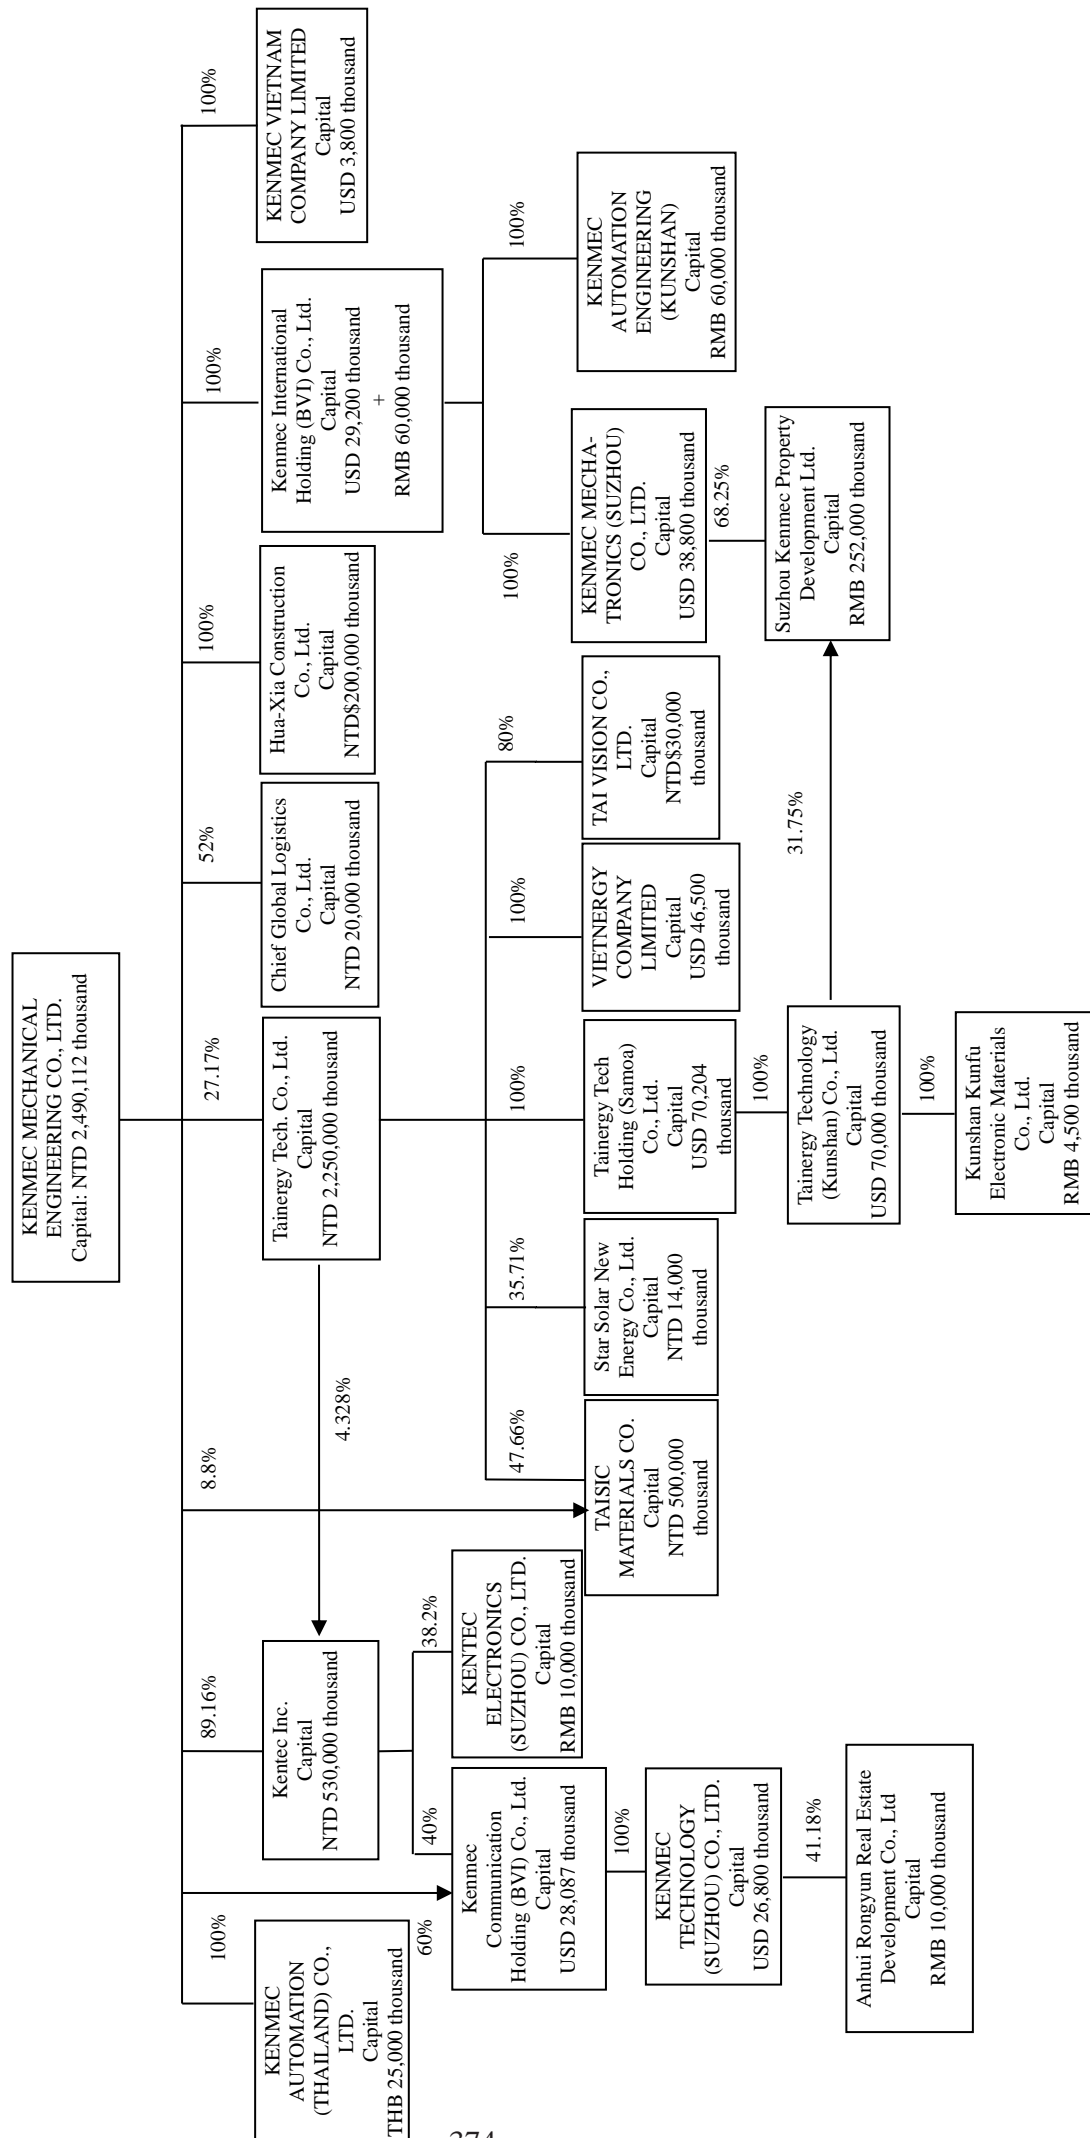 KENMEC MECHANICAL
ENGINEERING CO., LTD.
Capital: NTD 2,490,112 thousand
100%
89.16%
8.8%
27.17%
52%
100%
100%
100%
KENMEC
AUTOMATION
(THAILAND) CO.,
LTD.
Capital
THB 25,000 thousand
Kentec Inc.
Capital
NTD 530,000 thousand
4.328%
Tainergy Tech. Co., Ltd.
Capital
NTD 2,250,000 thousand
Chief Global Logistics
Co., Ltd.
Capital
NTD 20,000 thousand
Hua-Xia Construction
Co., Ltd.
Capital
NTD$200,000 thousand
Kenmec International
Holding (BVI) Co., Ltd.
Capital
USD 29,200 thousand
+
RMB 60,000 thousand
KENMEC VIETNAM
COMPANY LIMITED
Capital
USD 3,800 thousand
60%
40%
38.2%
47.66%
35.71%
100%
100%
80%
100%
100%
Kenmec
Communication
Holding (BVI) Co., Ltd.
Capital
USD 28,087 thousand
KENTEC
ELECTRONICS
(SUZHOU) CO., LTD.
Capital
RMB 10,000 thousand
TAISIC
MATERIALS CO.
Capital
NTD 500,000
thousand
Star Solar New
Energy Co., Ltd.
Capital
NTD 14,000
thousand
Tainergy Tech
Holding (Samoa)
Co., Ltd.
Capital
USD 70,204
thousand
VIETNERGY
COMPANY
LIMITED
Capital
USD 46,500
thousand
TAI VISION CO.,
LTD.
Capital
NTD$30,000
thousand
KENMEC MECHA-
TRONICS (SUZHOU)
CO., LTD.
Capital
USD 38,800 thousand
KENMEC
AUTOMATION
ENGINEERING
(KUNSHAN)
Capital
RMB 60,000 thousand
100%
100%
68.25%
KENMEC
TECHNOLOGY
(SUZHOU) CO., LTD.
Capital
USD 26,800 thousand
Tainergy Technology
(Kunshan) Co., Ltd.
Capital
USD 70,000 thousand
31.75%
Suzhou Kenmec Property
Development Ltd.
Capital
RMB 252,000 thousand
41.18%
100%
Anhui Rongyun Real Estate
Development Co., Ltd
Capital
RMB 10,000 thousand
Kunshan Kunfu
Electronic Materials
Co., Ltd.
Capital
RMB 4,500 thousand